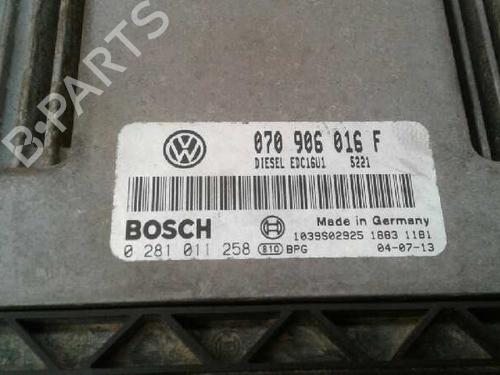 B-PARTS
070 906 016 F
DIESEL EDC16U1 5221
BOSCH
Made in Germany
1039S02925 1883 1181
0 281 011 258 810 BPG 04-07-13